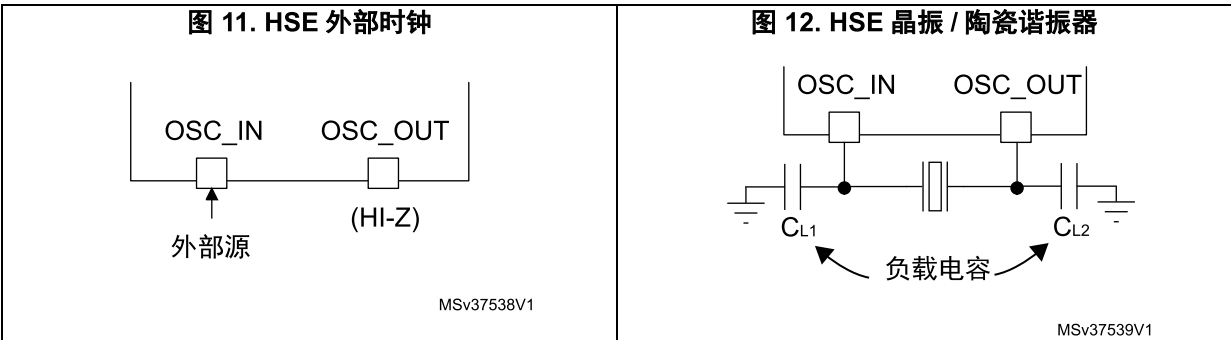 图 11. HSE 外部时钟
OSC_IN
OSC_OUT
(HI-Z)
外部源
MSv37538V1
图 12. HSE 晶振 / 陶瓷谐振器
OSC_IN
OSC_OUT
CL1
CL2
负载电容
MSv37539V1